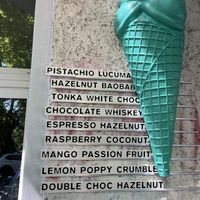 PISTACHIO LUCUMA
HAZELNUT BAOBAB
TONKA WHITE CHOC
CHOCOLATE WHISKEY
ESPRESSO HAZELNUT
RASPBERRY COCONUT
MANGO PASSION FRUIT
LEMON POPPY CRUMBLE
DOUBLE CHOC HAZELNUT